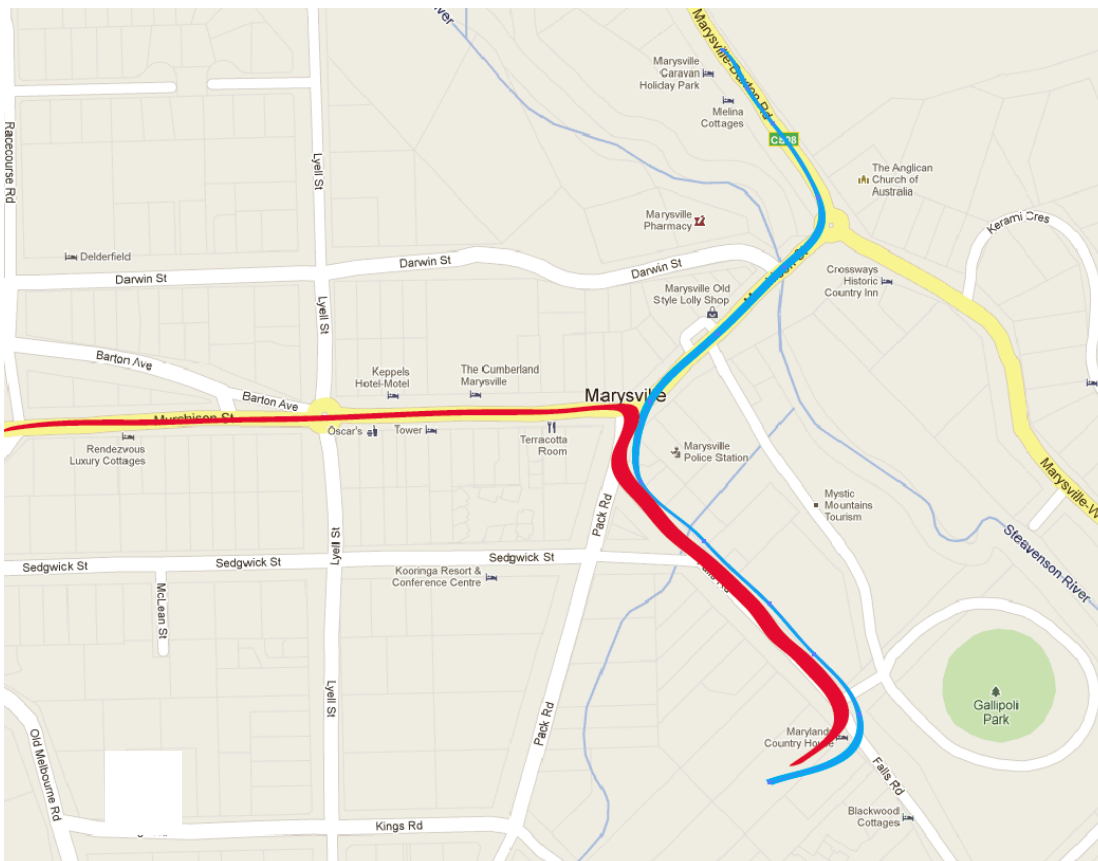 River
Marysville-Buxton Rd
Marysville
Caravan
Holiday Park
Melina
Cottages
C508
Racecourse Rd
Lyell St
The Anglican
Church of
Australia
Marysville
Pharmacy
Kerami Cres
Delderfield
Darwin St
Darwin St
Darwin St
Crossways
Historic
Country Inn
Marysville Old
Style Lolly Shop
Lyell St
Barton Ave
Barton Ave
Keppels
Hotel-Motel
The Cumberland
Marysville
Marysville
Murchison St
Oscar's
Tower
Terracotta
Room
Rendezvous
Luxury Cottages
Marysville
Police Station
Marysville-W
Pack Rd
Mystic
Mountains
Tourism
Steavenson River
Lyell St
Sedgwick St
Sedgwick St
Sedgwick St
Kooringa Resort &
Conference Centre
Falls Rd
McLean St
Lyell St
Gallipoli
Park
Pack Rd
Maryland
Country House
Old Melbourne Rd
Falls Rd
Blackwood
Cottages
Kings Rd